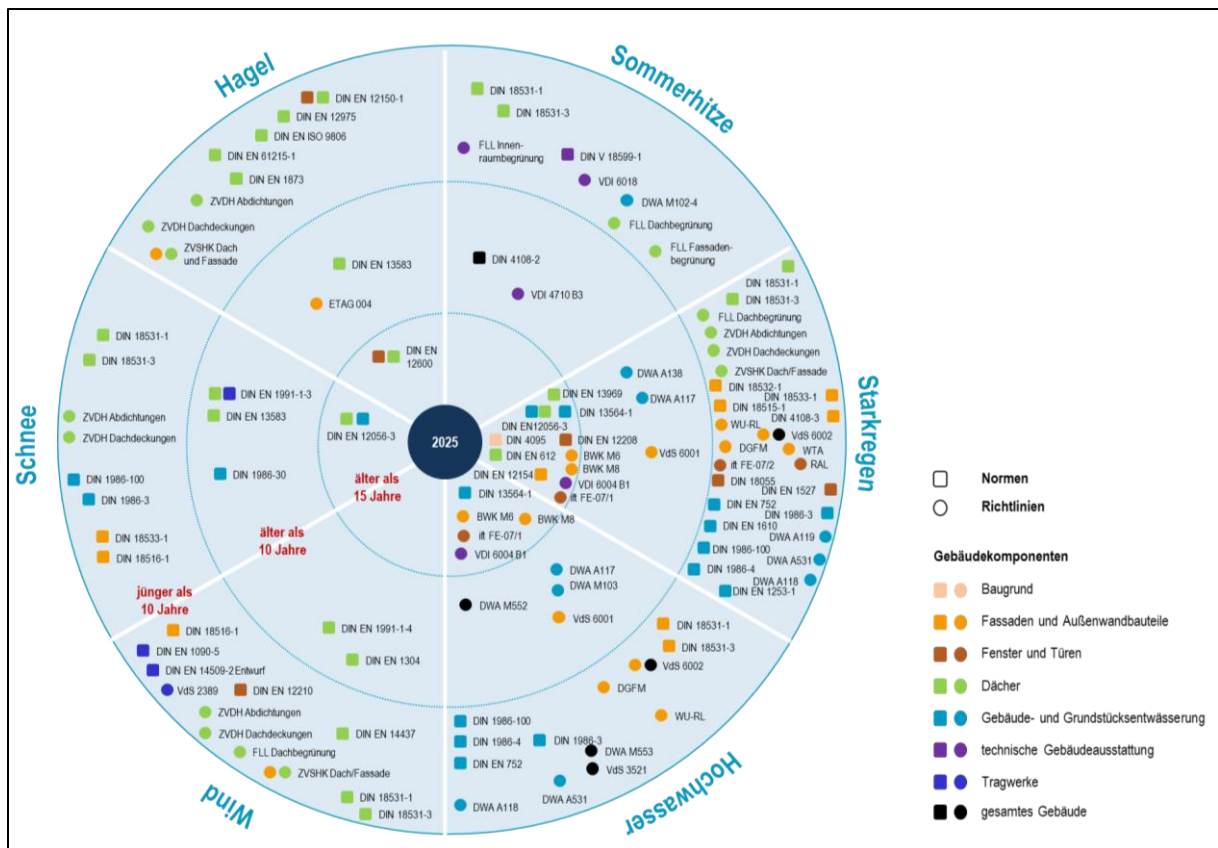 Hagel
DIN EN 12150-1
DIN EN 12975
DIN EN ISO 9806
DIN EN 61215-1
DIN EN 1873
ZVDH Abdichtungen
ZVDH Dachdeckungen
ZVSHK Dach
und Fassade
DIN EN 13583
ETAG 004
DIN EN
12600
Sommerhitze
DIN 18531-1
DIN 18531-3
FLL Innen-
raumbegrünung
DIN V 18599-1
VDI 6018
DWA M102-4
FLL Dachbegrünung
FLL Fassaden-
begrünung
DIN 4108-2
VDI 4710 B3
Starkregen
DIN 18531-1
DIN 18531-3
FLL Dachbegrünung
ZVDH Abdichtungen
ZVDH Dachdeckungen
ZVSHK Dach/Fassade
DIN 18532-1
DIN 18533-1
DIN 18515-1
DIN 4108-3
WU-RL
VdS 6002
DGFM
WTA
ift FE-07/2
RAL
DIN 18055
DIN EN 1527
DIN EN 752
DIN 1986-3
DIN EN 1610
DWA A119
DIN 1986-100
DWA A531
DIN 1986-4
DWA A118
DIN EN 1253-1
DWA A138
DWA A117
VdS 6001
DIN EN 13969
DIN 13564-1
DIN EN12056-3
DIN 4095
DIN EN 12208
DIN EN 612
BWK M6
BWK M8
DIN EN 12154
VDI 6004 B1
ift FE-07/1
2025
Schnee
DIN 18531-1
DIN 18531-3
ZVDH Abdichtungen
ZVDH Dachdeckungen
DIN 1986-100
DIN 1986-3
DIN 18533-1
DIN 18516-1
DIN EN 1991-1-3
DIN EN 13583
DIN 1986-30
DIN EN 12056-3
älter als
15 Jahre
älter als
10 Jahre
jünger als
10 Jahre
Wind
DIN 18516-1
DIN EN 1090-5
DIN EN 14509-2Entwurf
VdS 2389
DIN EN 12210
ZVDH Abdichtungen
ZVDH Dachdeckungen
DIN EN 14437
FLL Dachbegrünung
ZVSHK Dach/Fassade
DIN 18531-1
DIN 18531-3
DIN EN 1991-1-4
DIN EN 1304
Hochwasser
DIN 13564-1
BWK M6
BWK M8
ift FE-07/1
VDI 6004 B1
DWA A117
DWA M103
DWA M552
VdS 6001
DIN 18531-1
DIN 18531-3
VdS 6002
DGFM
WU-RL
DIN 1986-100
DIN 1986-4
DIN 1986-3
DIN EN 752
DWA M553
VdS 3521
DWA A531
DWA A118
Normen
Richtlinien
Gebäudekomponenten
Baugrund
Fassaden und Außenwandbauteile
Fenster und Türen
Dächer
Gebäude- und Grundstücksentwässerung
technische Gebäudeausstattung
Tragwerke
gesamtes Gebäude